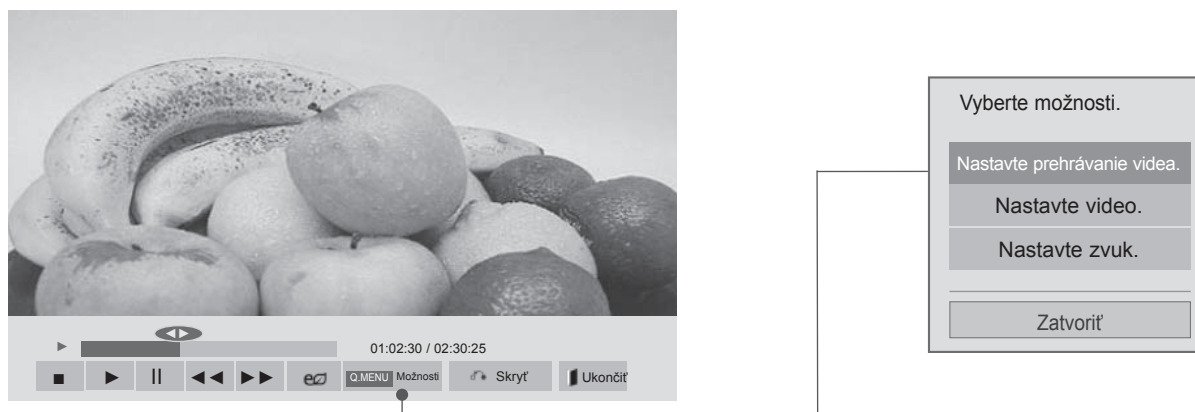 01:02:30 / 02:30:25
Q.MENU Možnosti Skryť Ukončiť
Vyberte možnosti.
Nastavte prehrávanie videa.
Nastavte video.
Nastavte zvuk.
Zatvoriť